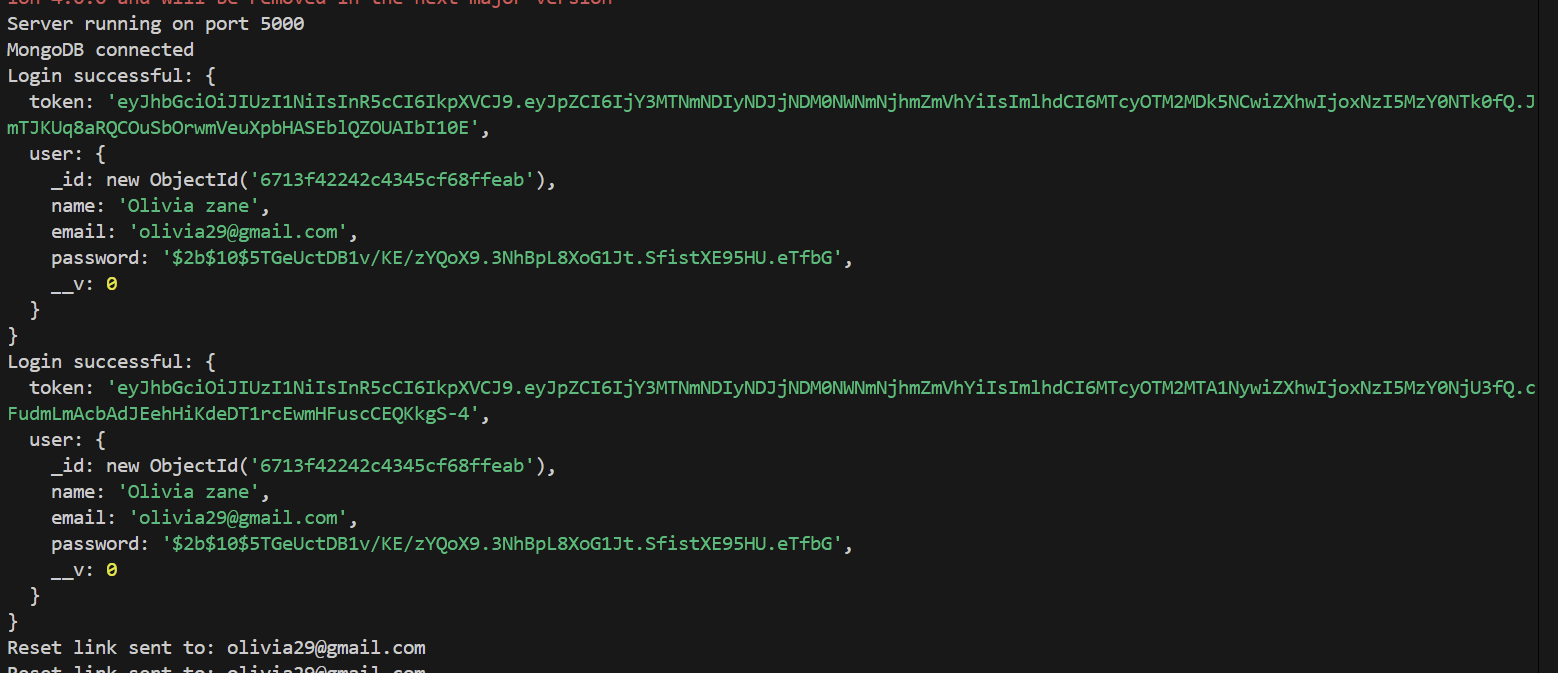 ion 4.0.0 and will be removed in the next major version
Server running on port 5000
MongoDB connected
Login successful: {
  token: 'eyJhbGciOiJIUzI1NiIsInR5cCI6IkpXVCJ9.eyJpZCI6IjY3MTNmNDIyNDJjNDM0NWNmNjhmZmVhYiIsImlhdCI6MTcyOTM2MDk5NCwiZXhwIjoxNzI5MzY0NTk0fQ.J
mTJKUq8aRQCOuSbOrwmVeuXpbHASEblQZOUAIbI10E',
  user: {
    _id: new ObjectId('6713f42242c4345cf68ffeab'),
    name: 'Olivia zane',
    email: 'olivia29@gmail.com',
    password: '$2b$10$5TGeUctDB1v/KE/zYQoX9.3NhBpL8XoG1Jt.SfistXE95HU.eTfbG',
    __v: 0
  }
}
Login successful: {
  token: 'eyJhbGciOiJIUzI1NiIsInR5cCI6IkpXVCJ9.eyJpZCI6IjY3MTNmNDIyNDJjNDM0NWNmNjhmZmVhYiIsImlhdCI6MTcyOTM2MTA1NywiZXhwIjoxNzI5MzY0NjU3fQ.c
FudmLmAcbAdJEehHiKdeDT1rcEwmHFuscCEQKkgS-4',
  user: {
    _id: new ObjectId('6713f42242c4345cf68ffeab'),
    name: 'Olivia zane',
    email: 'olivia29@gmail.com',
    password: '$2b$10$5TGeUctDB1v/KE/zYQoX9.3NhBpL8XoG1Jt.SfistXE95HU.eTfbG',
    __v: 0
  }
}
Reset link sent to: olivia29@gmail.com
Reset link sent to: olivia29@gmail.com